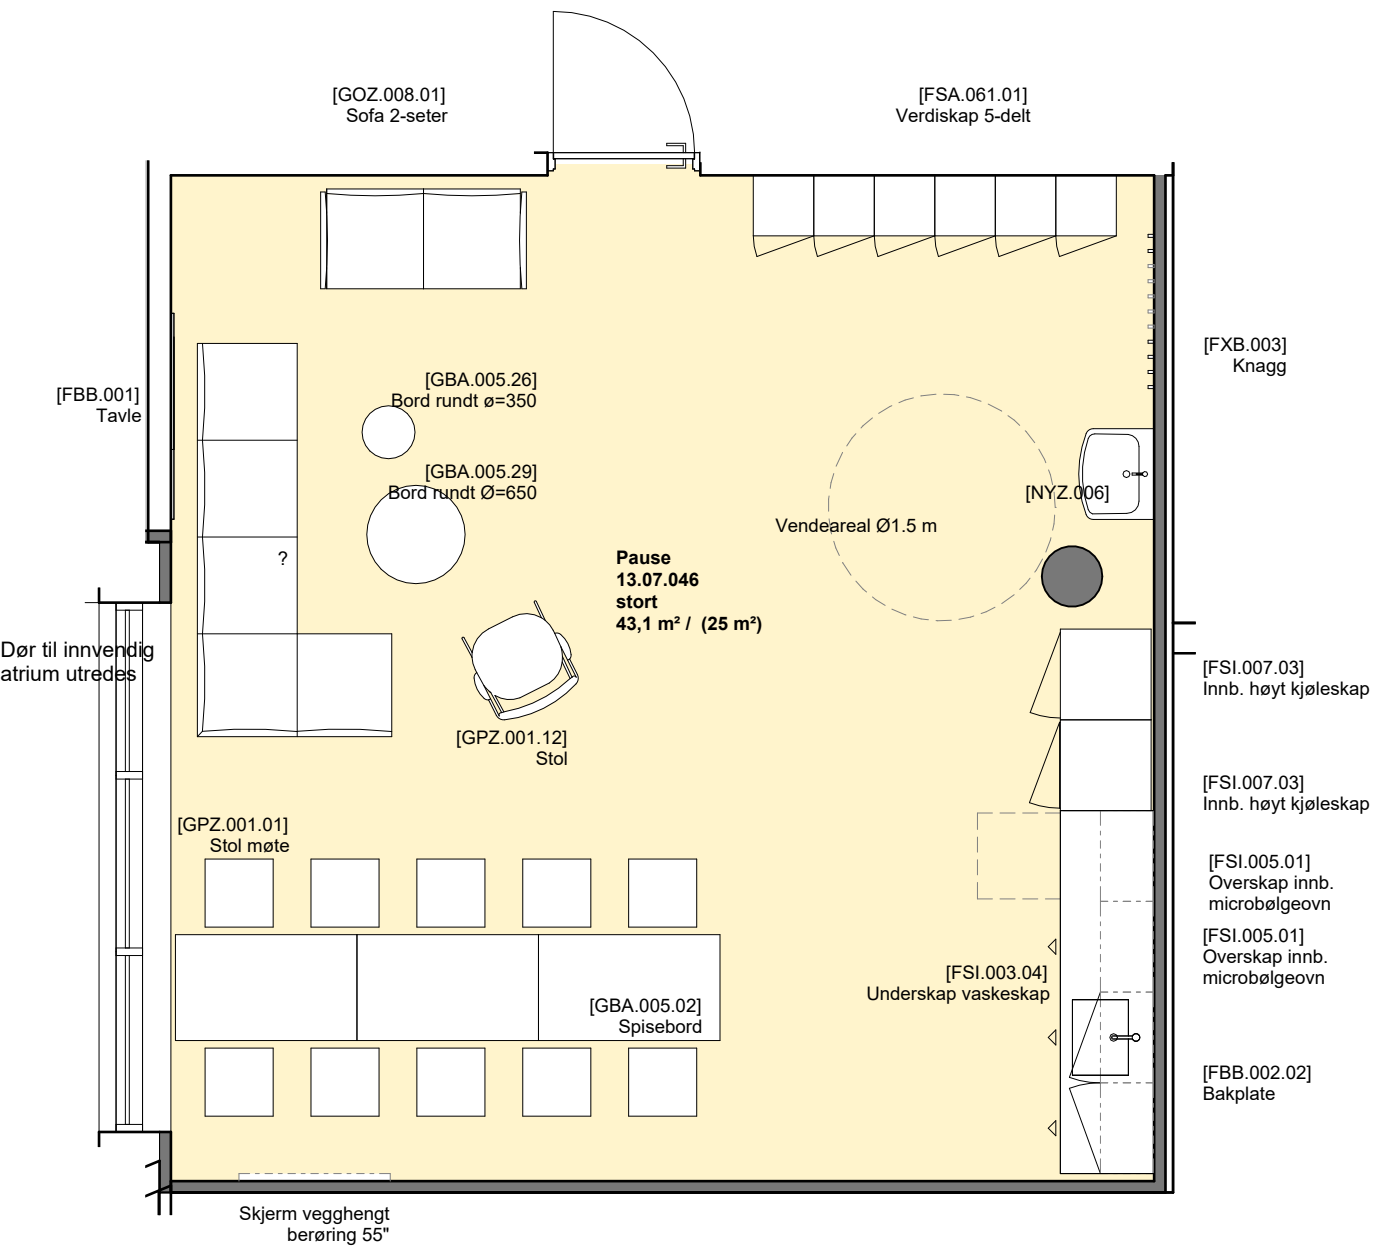 [GOZ.008.01]
Sofa 2-seter
[FSA.061.01]
Verdiskap 5-delt
[FXB.003]
Knagg
[FBB.001]
Tavle
[GBA.005.26]
Bord rundt ø=350
[GBA.005.29]
Bord rundt Ø=650
[NYZ.006]
Vendeareal Ø1.5 m
?
Pause
13.07.046
stort
43,1 m² / (25 m²)
Dør til innvendig
atrium utredes
[FSI.007.03]
Innb. høyt kjøleskap
[GPZ.001.12]
Stol
[FSI.007.03]
Innb. høyt kjøleskap
[GPZ.001.01]
Stol møte
[FSI.005.01]
Overskap innb.
microbølgeovn
[FSI.005.01]
Overskap innb.
microbølgeovn
[FSI.003.04]
Underskap vaskeskap
[GBA.005.02]
Spisebord
[FBB.002.02]
Bakplate
Skjerm vegghengt
berøring 55"